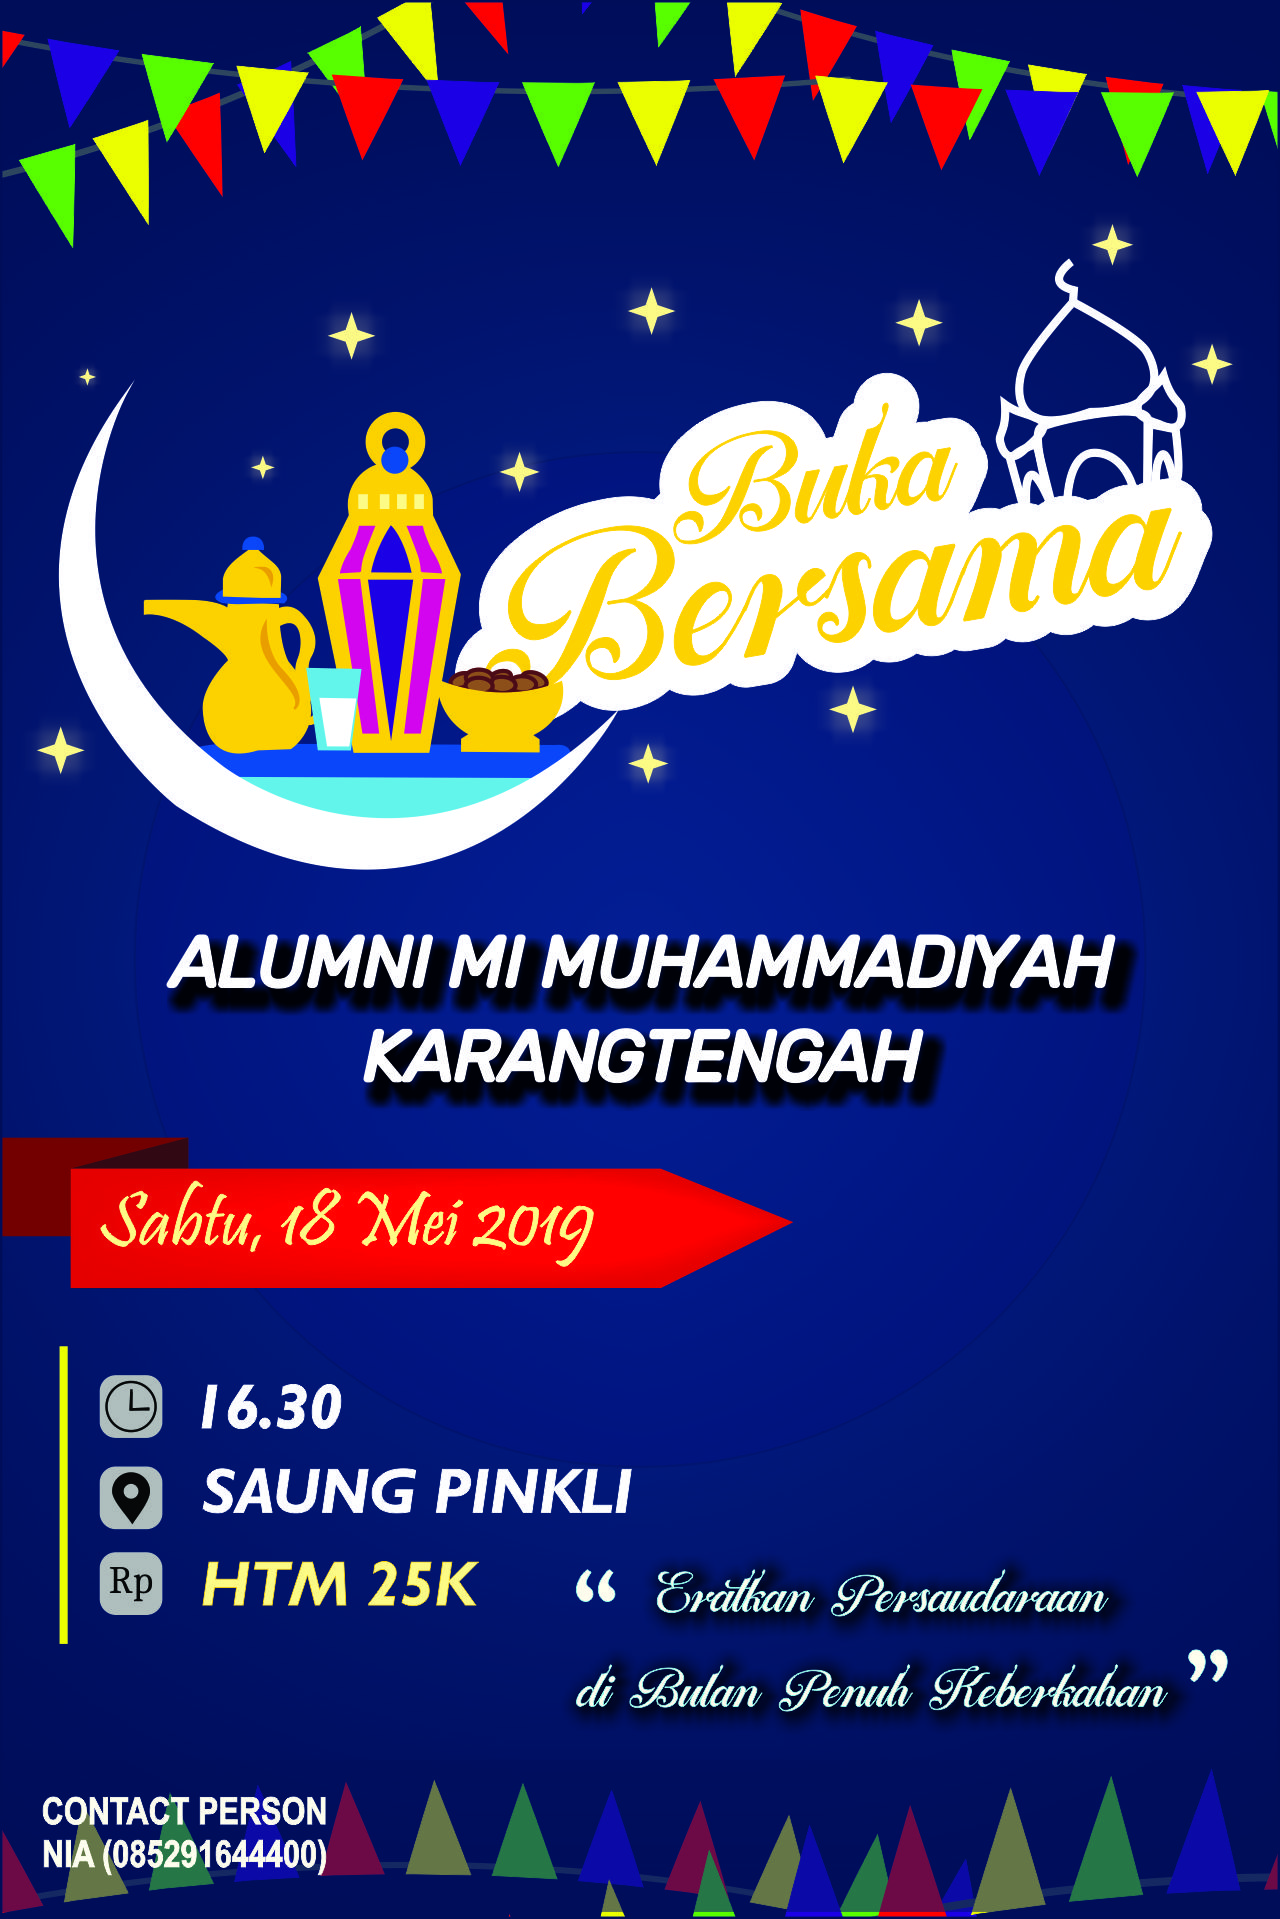 Buka
Bersama
ALUMNI MI MUHAMMADIYAH
KARANGTENGAH
Sabtu, 18 Mei 2019
16.30
SAUNG PINKLI
Rp HTM 25K
“ Eratkan Persaudaraan
di Bulan Penuh Keberkahan ”
CONTACT PERSON
NIA (085291644400)